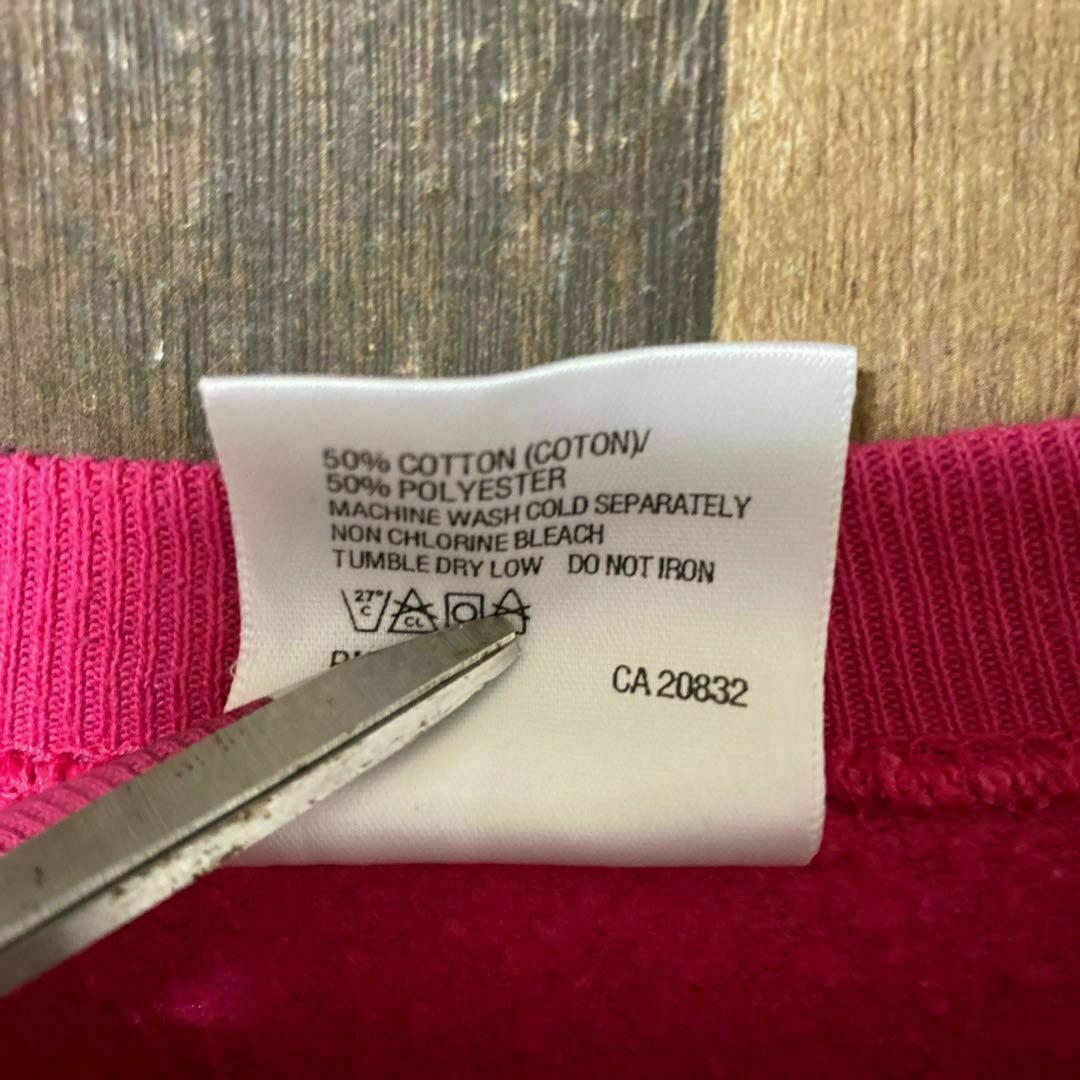 50% COTTON (COTON)/
50% POLYESTER
MACHINE WASH COLD SEPARATELY
NON CHLORINE BLEACH
TUMBLE DRY LOW DO NOT IRON
27° C CL
CA 20832